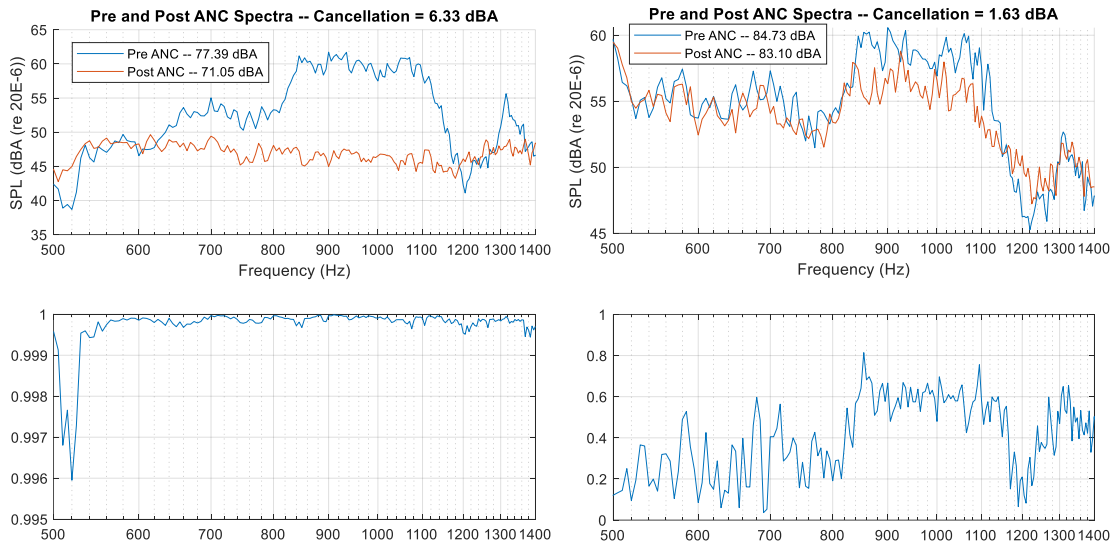 Pre and Post ANC Spectra -- Cancellation = 6.33 dBA
65
60
55
50
45
40
35
SPL (dBA (re 20E-6))
Pre ANC -- 77.39 dBA
Post ANC -- 71.05 dBA
500 600 700 800 900 1000 1100 1200 1300 1400
Frequency (Hz)
Pre and Post ANC Spectra -- Cancellation = 1.63 dBA
60
55
50
45
SPL (dBA (re 20E-6))
Pre ANC -- 84.73 dBA
Post ANC -- 83.10 dBA
500 600 700 800 900 1000 1100 1200 1300 1400
Frequency (Hz)
1
0.999
0.998
0.997
0.996
0.995
500 600 700 800 900 1000 1100 1200 1300 1400
1
0.8
0.6
0.4
0.2
0
500 600 700 800 900 1000 1100 1200 1300 1400